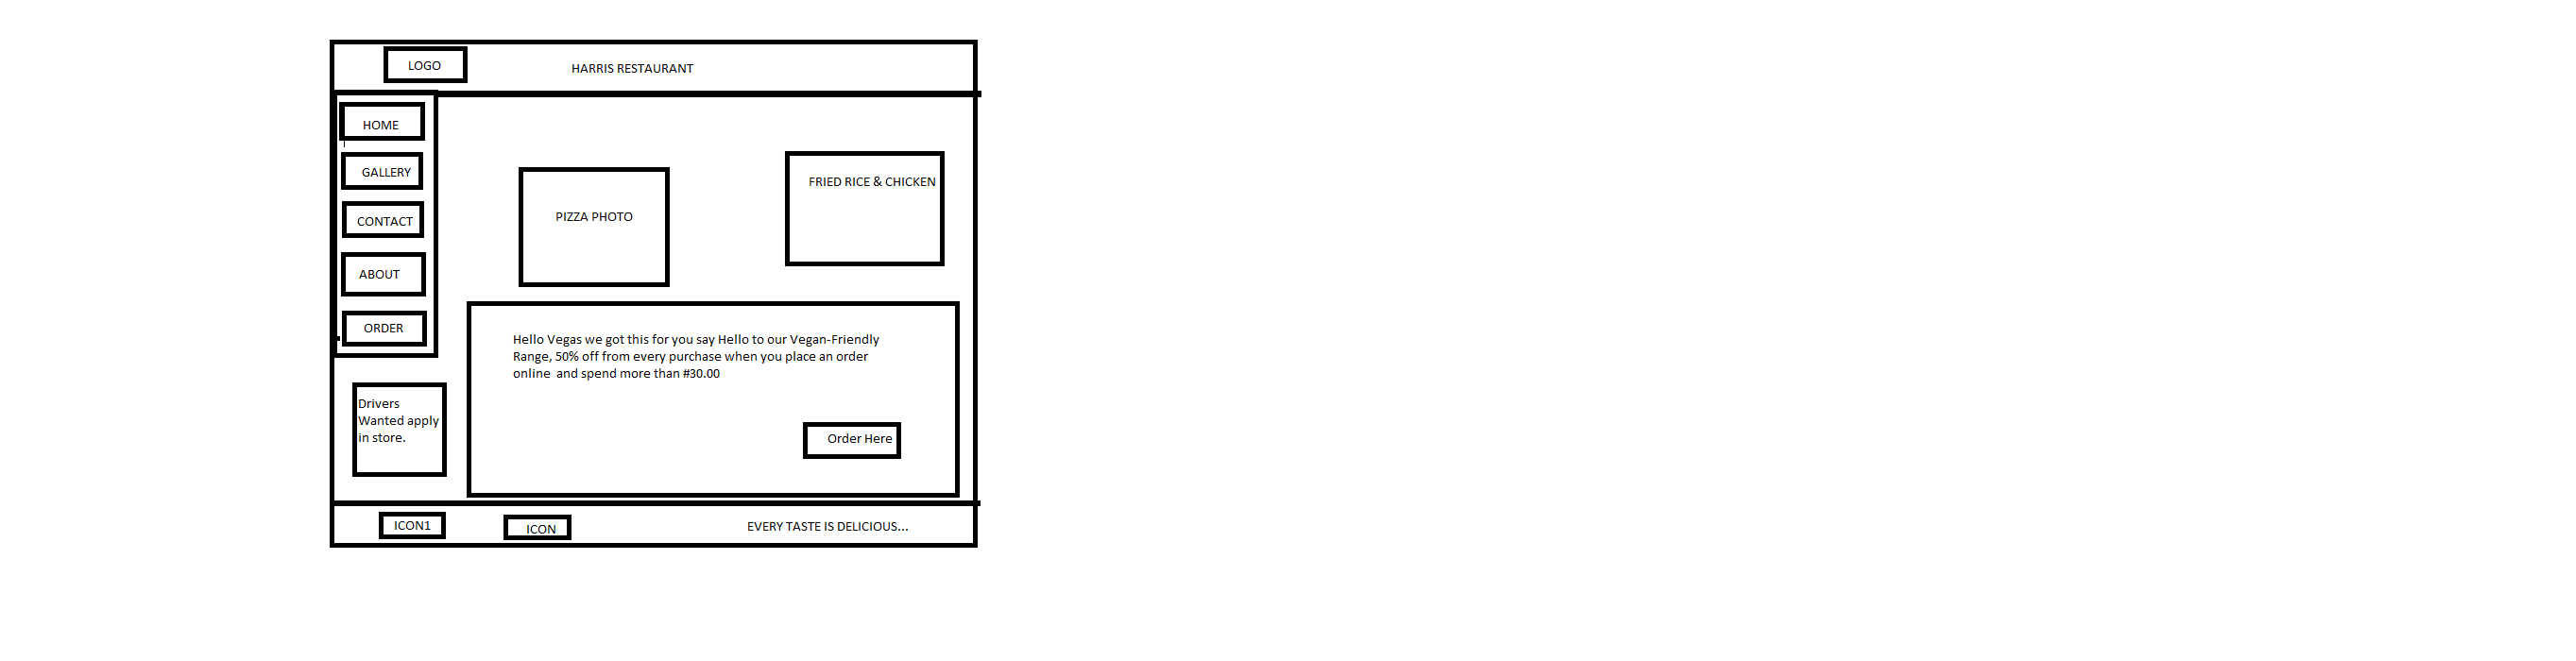 LOGO
HARRIS RESTAURANT
HOME
GALLERY
CONTACT
ABOUT
ORDER
PIZZA PHOTO
FRIED RICE & CHICKEN
Hello Vegas we got this for you say Hello to our Vegan-Friendly
Range, 50% off from every purchase when you place an order
online  and spend more than #30.00
Order Here
Drivers
Wanted apply
in store.
ICON1
ICON
EVERY TASTE IS DELICIOUS...